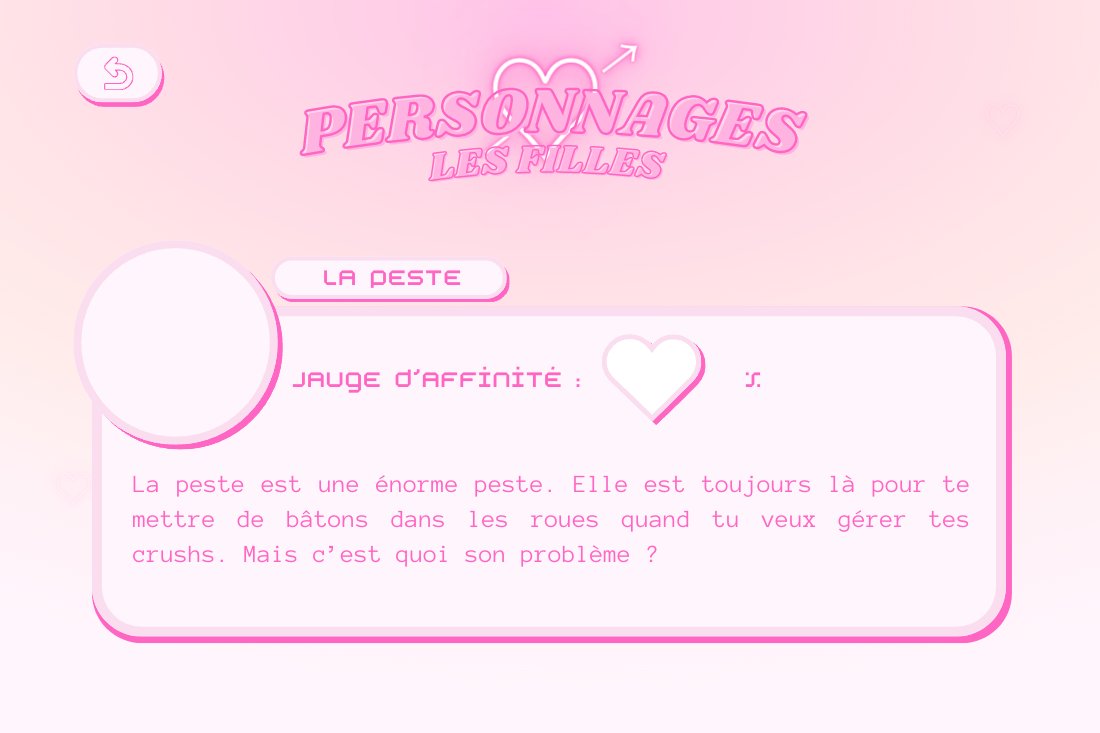 PERSONNAGES
LES FILLES
LA PESTE
JAUGE D’AFFINITÉ :
La peste est une énorme peste. Elle est toujours là pour te
mettre de bâtons dans les roues quand tu veux gérer tes
crushs. Mais c’est quoi son problème ?